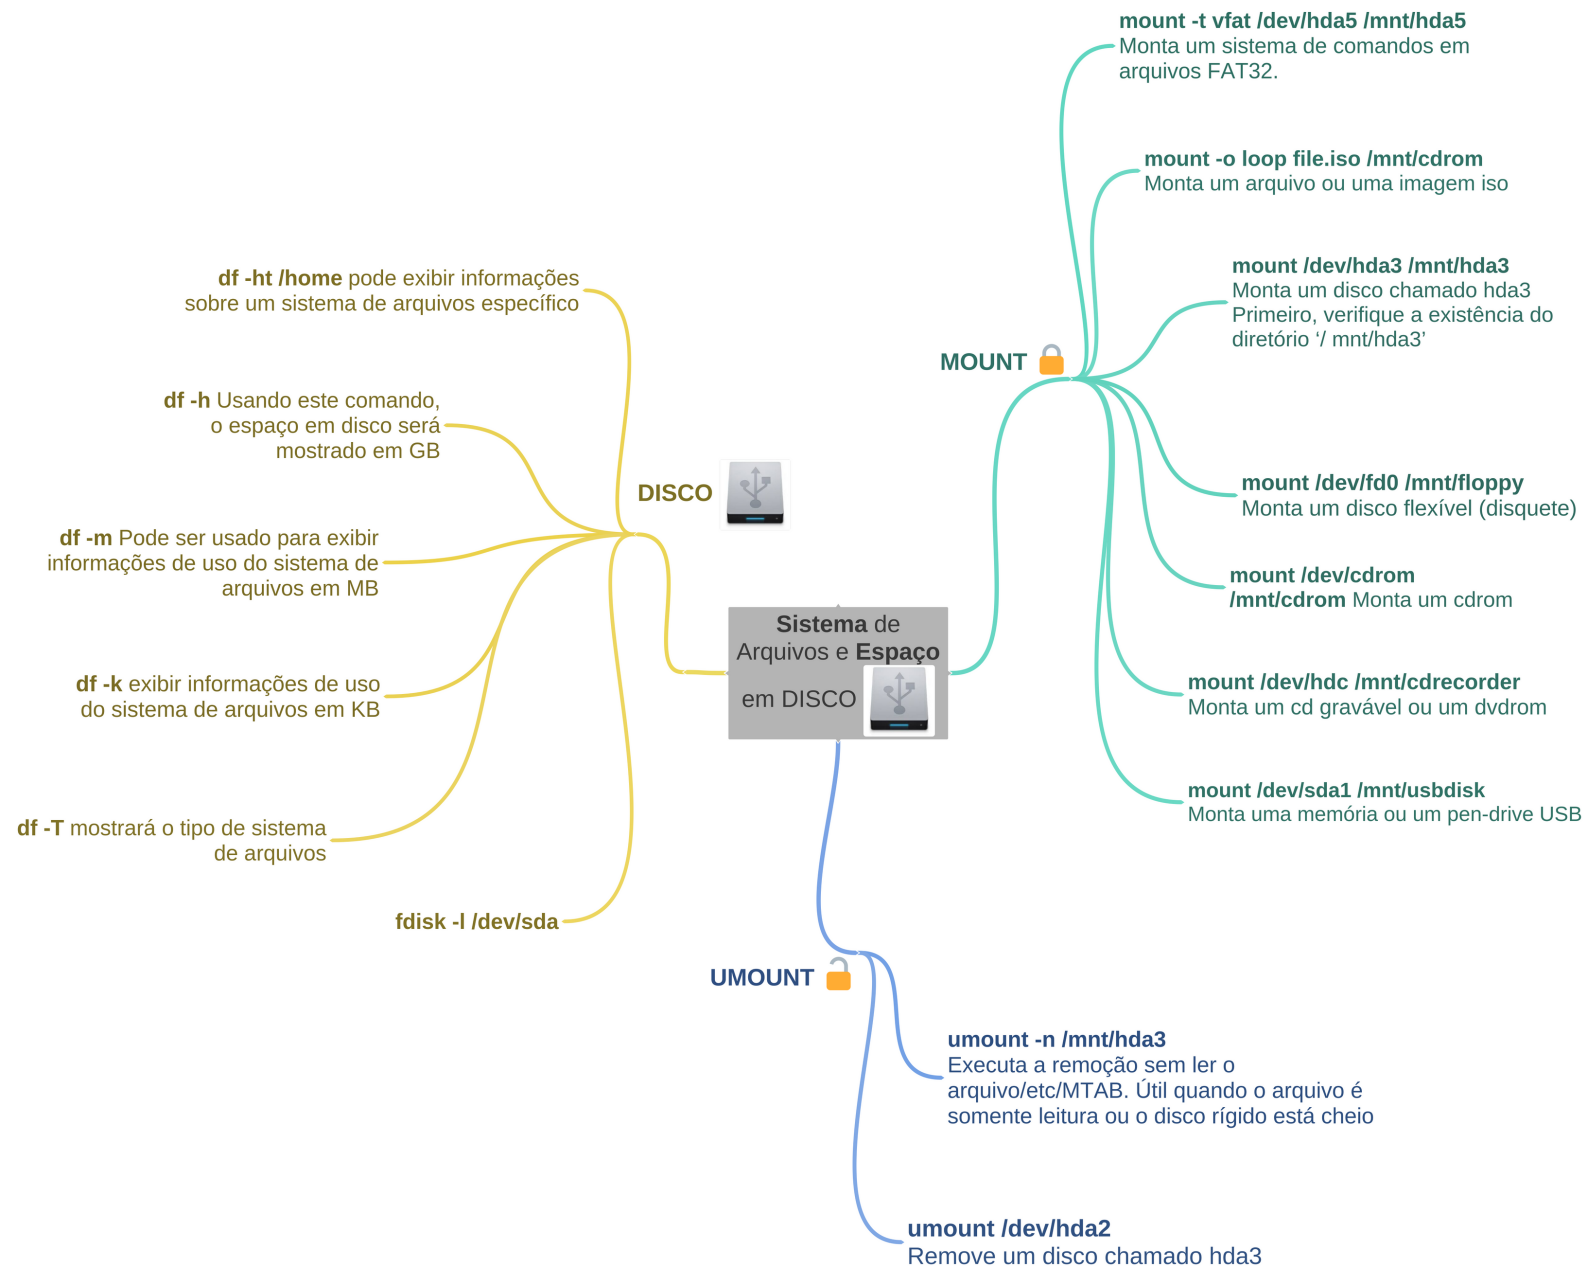 Sistema de
Arquivos e Espaço
em DISCO
MOUNT
mount -t vfat /dev/hda5 /mnt/hda5
Monta um sistema de comandos em
arquivos FAT32.
mount -o loop file.iso /mnt/cdrom
Monta um arquivo ou uma imagem iso
mount /dev/hda3 /mnt/hda3
Monta um disco chamado hda3
Primeiro, verifique a existência do
diretório ‘/ mnt/hda3’
mount /dev/fd0 /mnt/floppy
Monta um disco flexível (disquete)
mount /dev/cdrom
/mnt/cdrom Monta um cdrom
mount /dev/hdc /mnt/cdrecorder
Monta um cd gravável ou um dvdrom
mount /dev/sda1 /mnt/usbdisk
Monta uma memória ou um pen-drive USB
UMOUNT
umount -n /mnt/hda3
Executa a remoção sem ler o
arquivo/etc/MTAB. Útil quando o arquivo é
somente leitura ou o disco rígido está cheio
umount /dev/hda2
Remove um disco chamado hda3
DISCO
df -ht /home pode exibir informações
sobre um sistema de arquivos específico
df -h Usando este comando,
o espaço em disco será
mostrado em GB
df -m Pode ser usado para exibir
informações de uso do sistema de
arquivos em MB
df -k exibir informações de uso
do sistema de arquivos em KB
df -T mostrará o tipo de sistema
de arquivos
fdisk -l /dev/sda